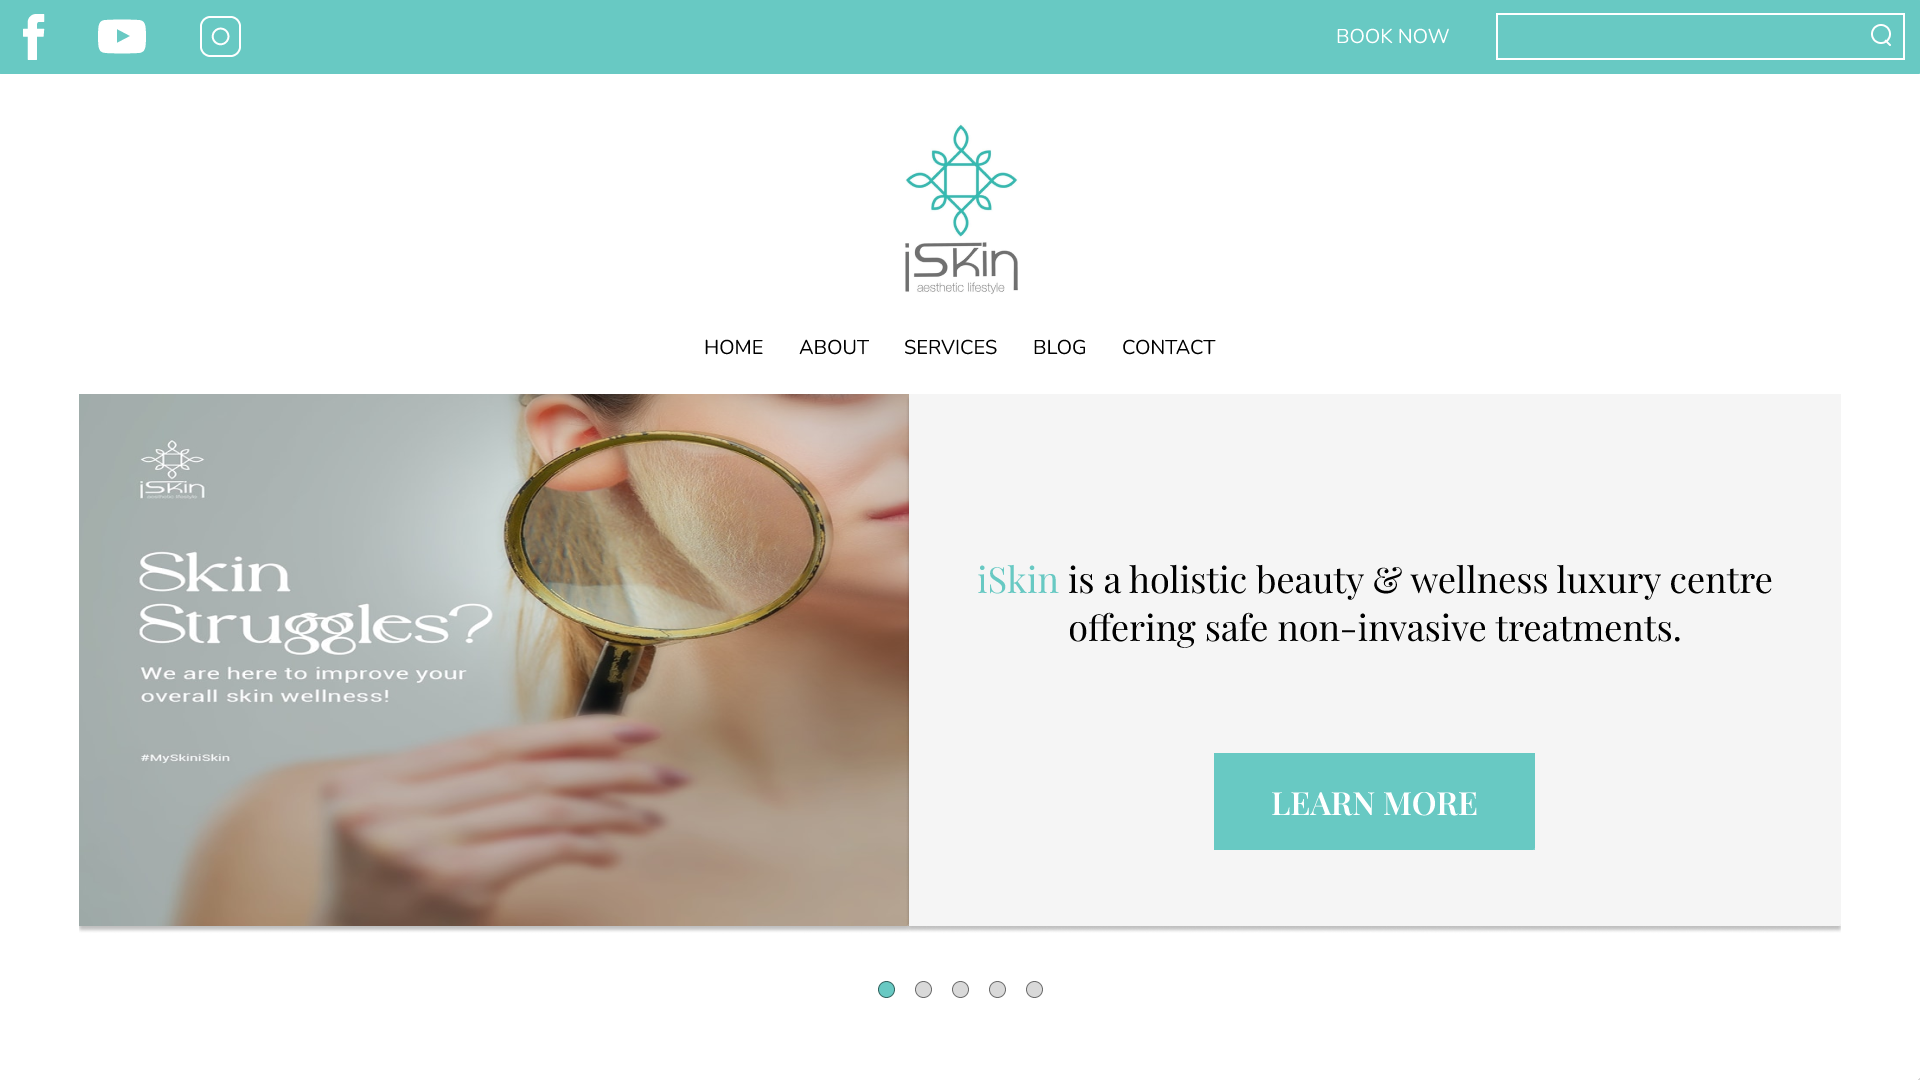 BOOK NOW
iSkin
aesthetic lifestyle
HOME ABOUT SERVICES BLOG CONTACT
iSkin
aesthetic lifestyle
Skin
Struggles?
We are here to improve your
overall skin wellness!
#MySkiniSkin
iSkin is a holistic beauty & wellness luxury centre
offering safe non-invasive treatments.
LEARN MORE